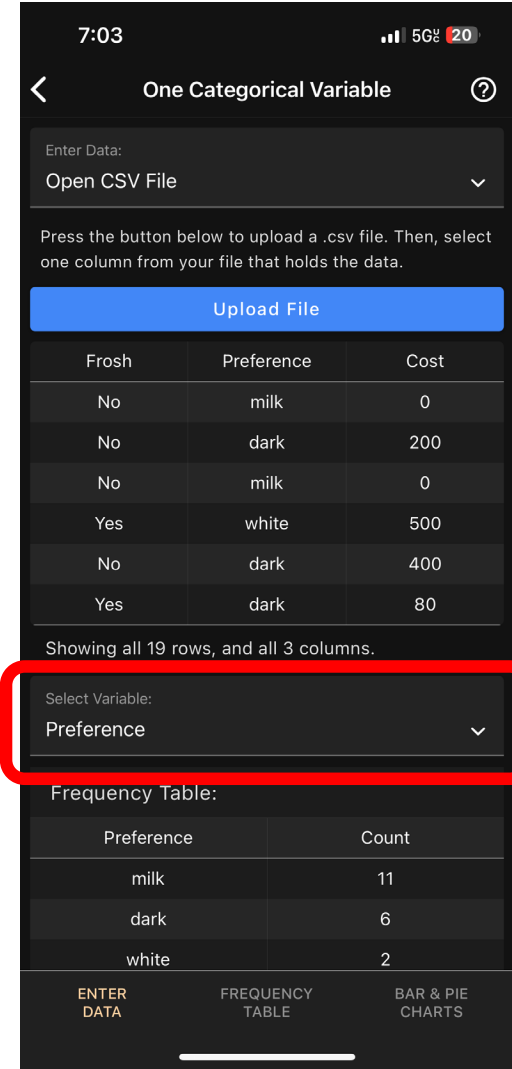 7:03 5G UC 20
One Categorical Variable ?
Enter Data:
Open CSV File
Press the button below to upload a .csv file. Then, select
one column from your file that holds the data.
Upload File
Frosh Preference Cost
No milk 0
No dark 200
No milk 0
Yes white 500
No dark 400
Yes dark 80
Showing all 19 rows, and all 3 columns.
Select Variable:
Preference
Frequency Table:
Preference Count
milk 11
dark 6
white 2
ENTER FREQUENCY BAR & PIE
DATA TABLE CHARTS